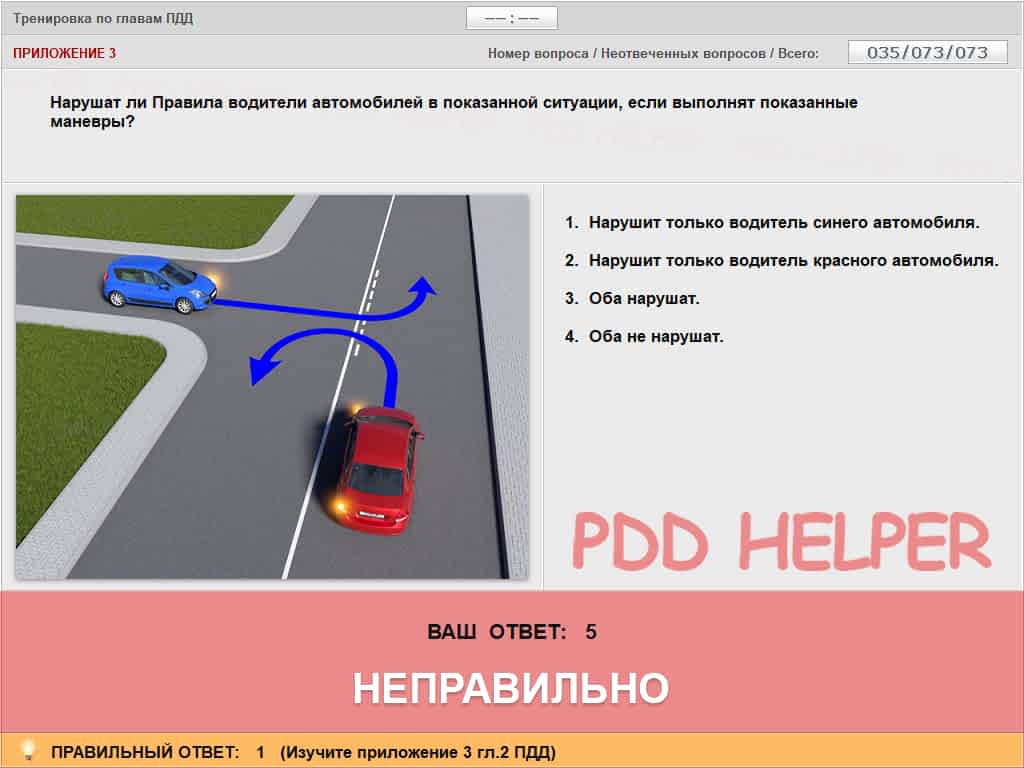 Тренировка по главам ПДД
—— : ——
ПРИЛОЖЕНИЕ 3
Номер вопроса / Неотвеченных вопросов / Всего:
035/073/073
Нарушат ли Правила водители автомобилей в показанной ситуации, если выполнят показанные
маневры?
1. Нарушит только водитель синего автомобиля.
2. Нарушит только водитель красного автомобиля.
3. Оба нарушат.
4. Оба не нарушат.
PDD HELPER
ВАШ ОТВЕТ: 5
НЕПРАВИЛЬНО
ПРАВИЛЬНЫЙ ОТВЕТ: 1 (Изучите приложение 3 гл.2 ПДД)